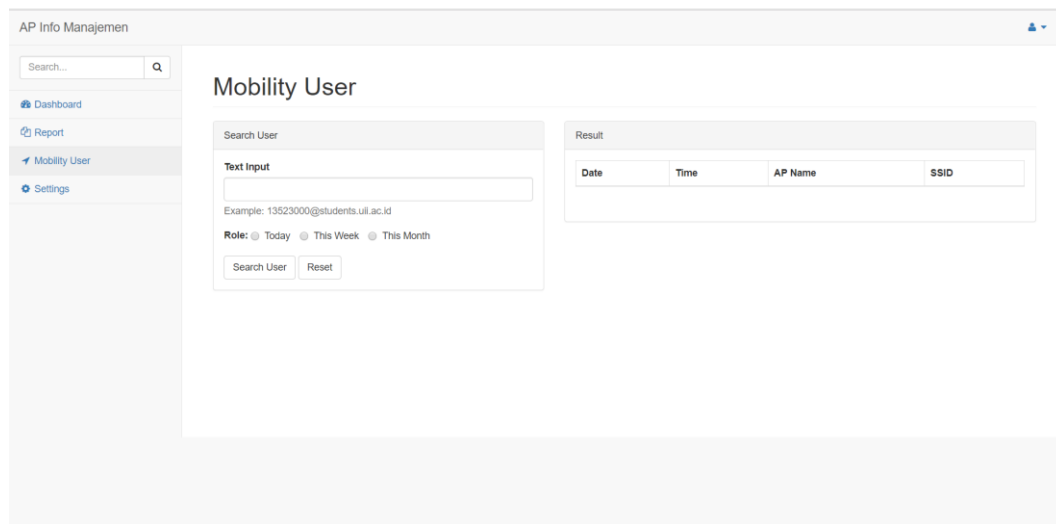 AP Info Manajemen
Search...
Dashboard
Report
Mobility User
Settings
Mobility User
Search User
Text Input
Example: 13523000@students.uii.ac.id
Role: Today This Week This Month
Search User Reset
Result
Date Time AP Name SSID